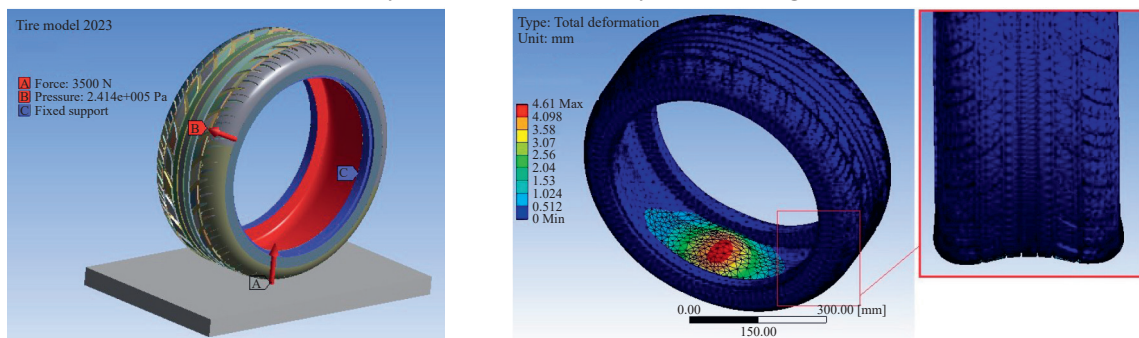 Tire model 2023
A Force: 3500 N
B Pressure: 2.414e+005 Pa
C Fixed support
B
C
A
Type: Total deformation
Unit: mm
4.61 Max
4.098
3.58
3.07
2.56
2.04
1.53
1.024
0.512
0 Min
0.00
300.00 [mm]
150.00